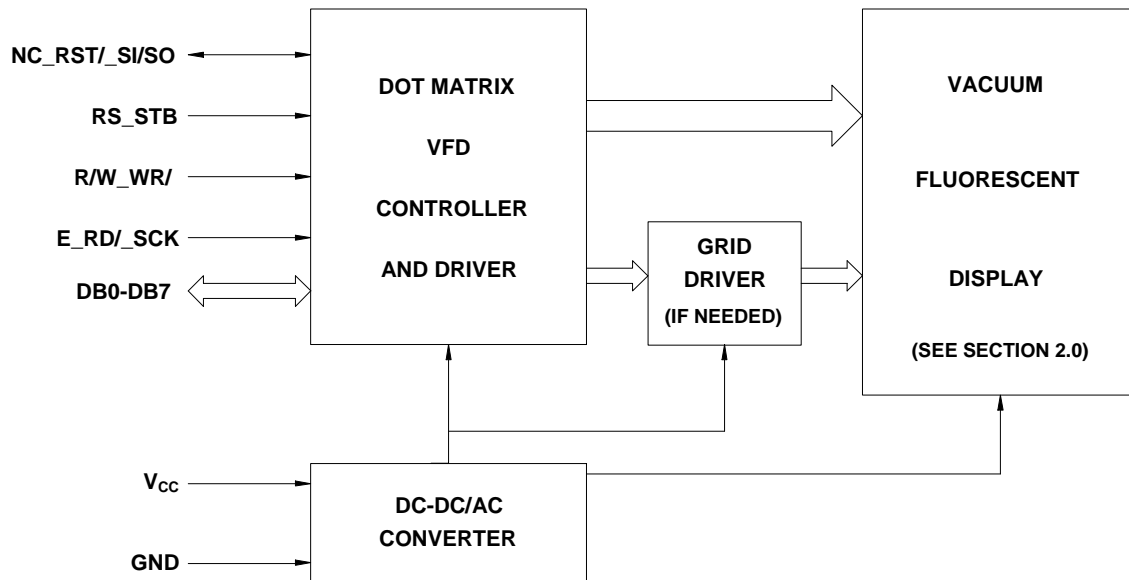 NC_RST/_SI/SO
RS_STB
R/W_WR/
E_RD/_SCK
DB0-DB7
DOT MATRIX
VFD
CONTROLLER
AND DRIVER
GRID
DRIVER
(IF NEEDED)
VACUUM
FLUORESCENT
DISPLAY
(SEE SECTION 2.0)
VCC
GND
DC-DC/AC
CONVERTER